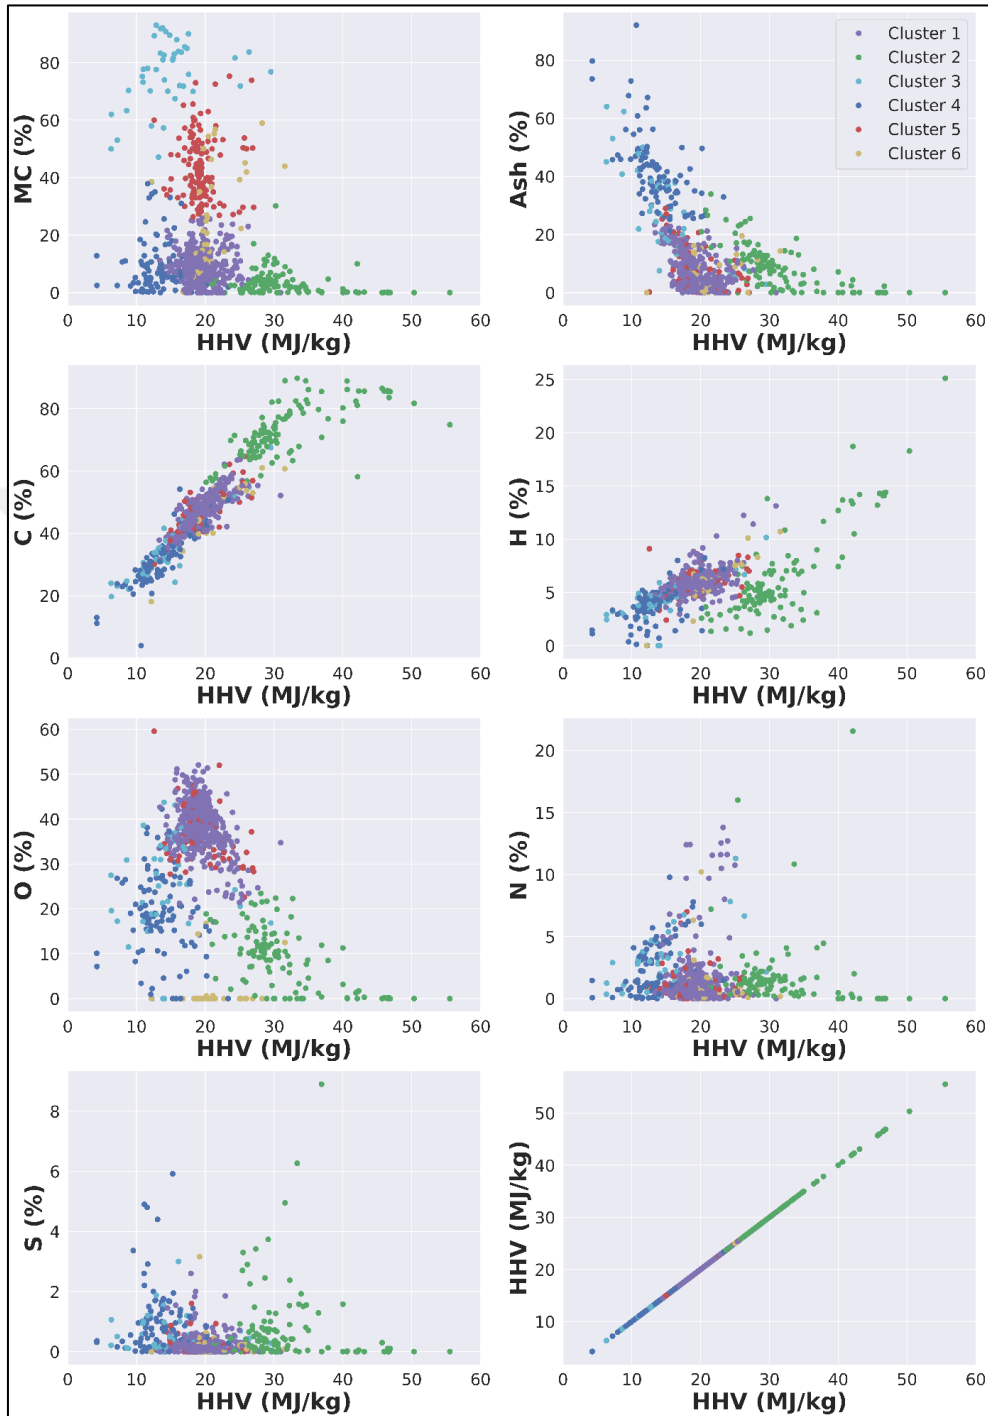 MC (%)
80
60
40
20
0
0 10 20 30 40 50 60
HHV (MJ/kg)
Ash (%)
80
60
40
20
0
0 10 20 30 40 50 60
HHV (MJ/kg)
Cluster 1
Cluster 2
Cluster 3
Cluster 4
Cluster 5
Cluster 6
C (%)
80
60
40
20
0
0 10 20 30 40 50 60
HHV (MJ/kg)
H (%)
25
20
15
10
5
0
0 10 20 30 40 50 60
HHV (MJ/kg)
O (%)
60
50
40
30
20
10
0
0 10 20 30 40 50 60
HHV (MJ/kg)
N (%)
20
15
10
5
0
0 10 20 30 40 50 60
HHV (MJ/kg)
S (%)
8
6
4
2
0
0 10 20 30 40 50 60
HHV (MJ/kg)
HHV (MJ/kg)
50
40
30
20
10
0 10 20 30 40 50 60
HHV (MJ/kg)